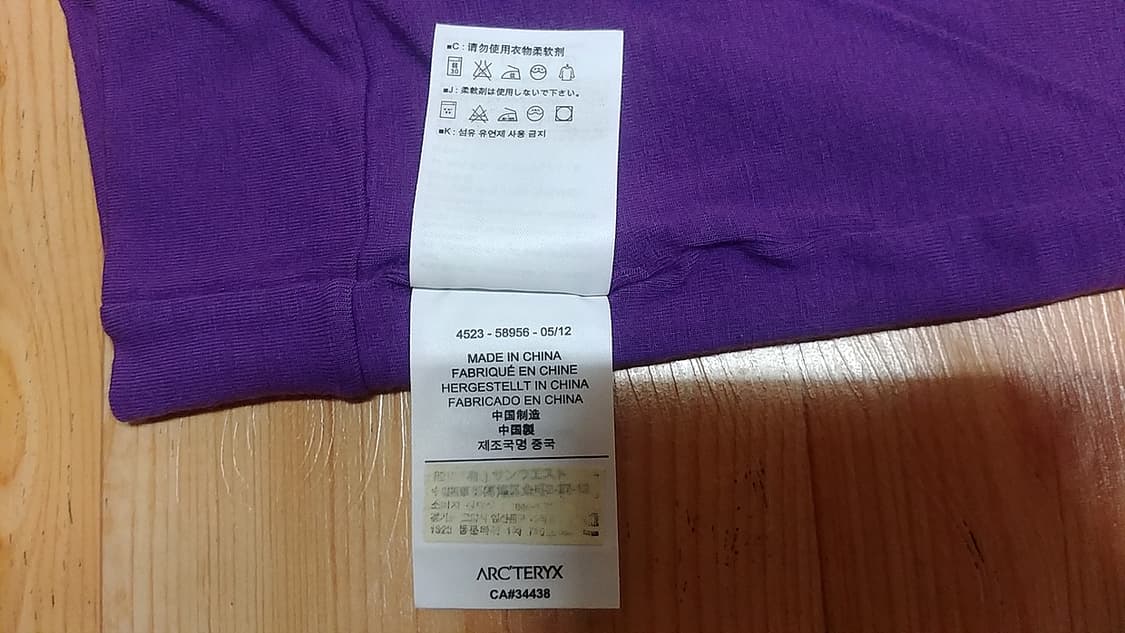 ■C : 请勿使用衣物柔软剂
30
■J : 柔軟剤は使用しないで下さい。
■K : 섬유 유연제 사용 금지
4523 - 58956 - 05/12
MADE IN CHINA
FABRIQUÉ EN CHINE
HERGESTELLT IN CHINA
FABRICADO EN CHINA
中国制造
中国製
제조국명 중국
サンウエスト
ARC'TERYX
CA#34438